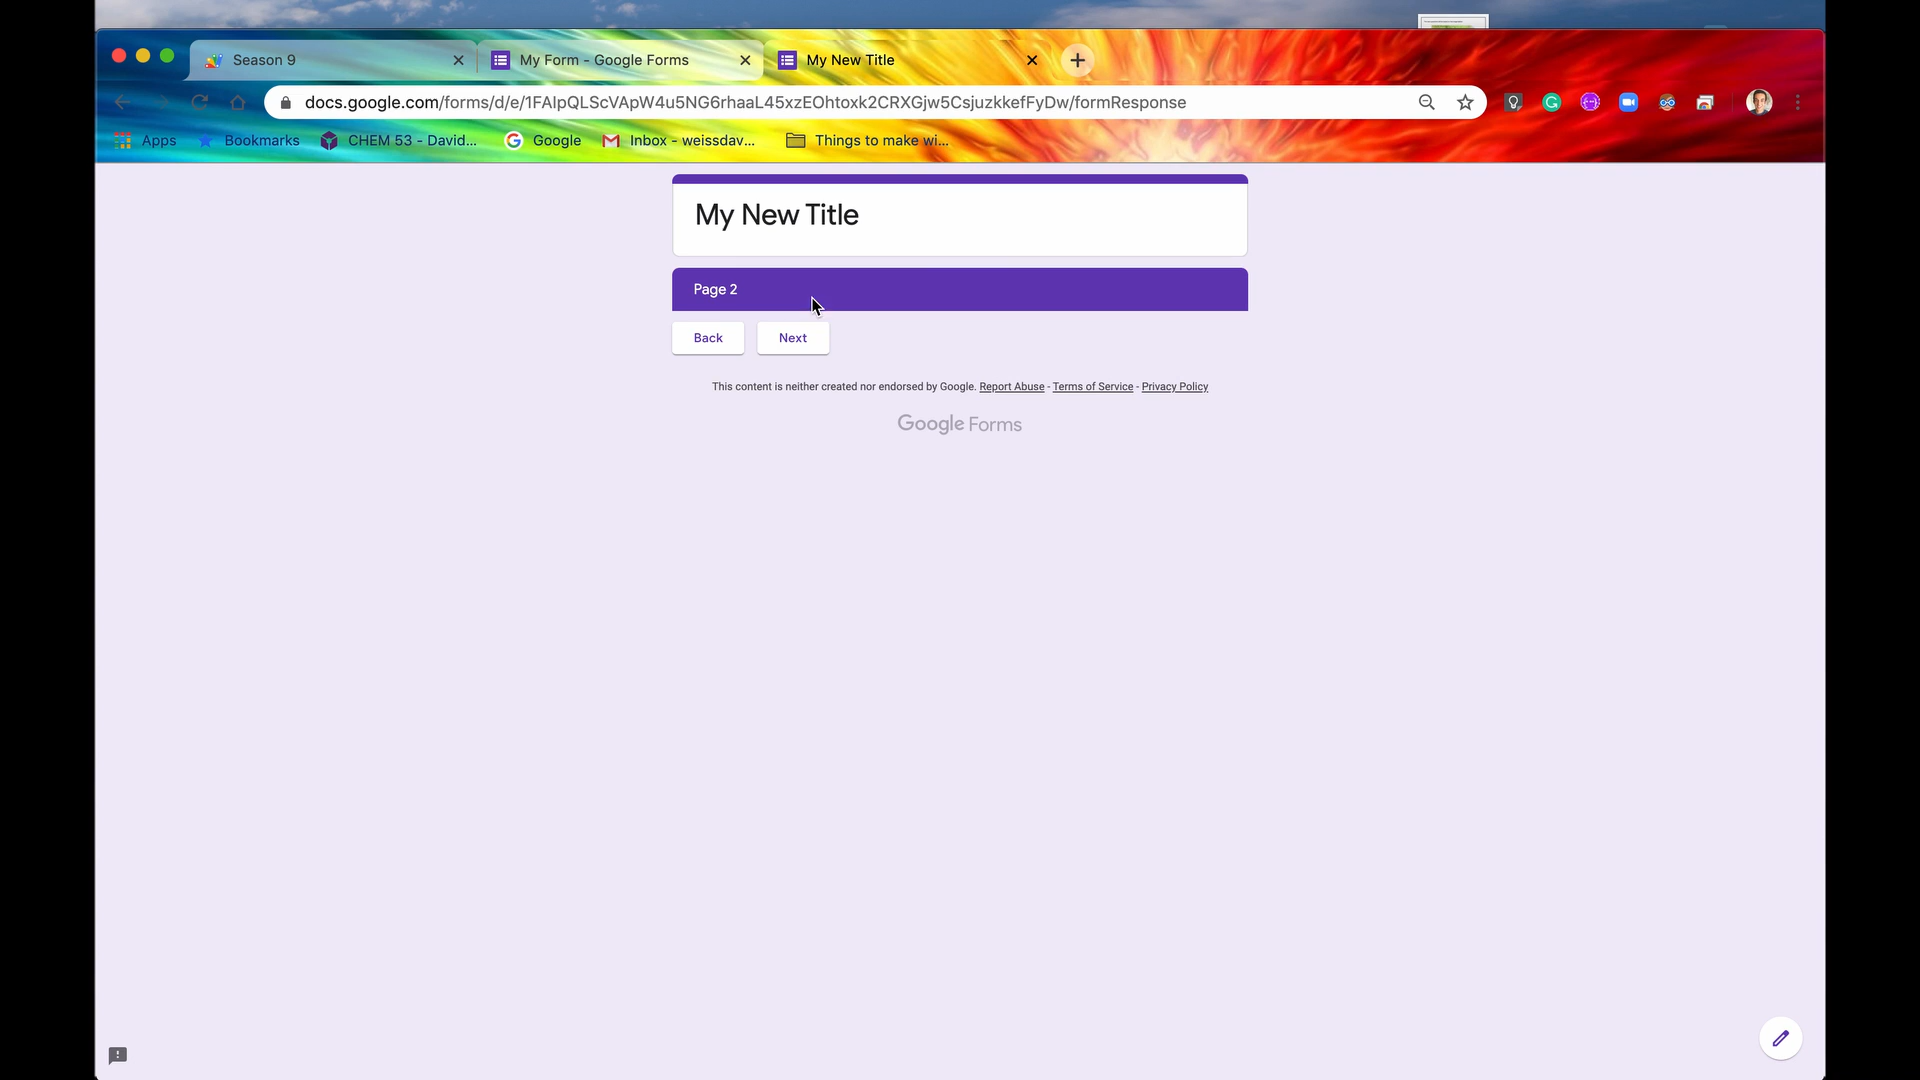 Season 9
My Form - Google Forms
My New Title
docs.google.com/forms/d/e/1FAIpQLScVApW4u5NG6rhaaL45xzEOhtoxk2CRXGjw5CsjuzkkefFyDw/formResponse
Apps
Bookmarks
CHEM 53 - David...
Google
Inbox - weissdav...
Things to make wi...
My New Title
Page 2
Back
Next
This content is neither created nor endorsed by Google. Report Abuse - Terms of Service - Privacy Policy
Google Forms